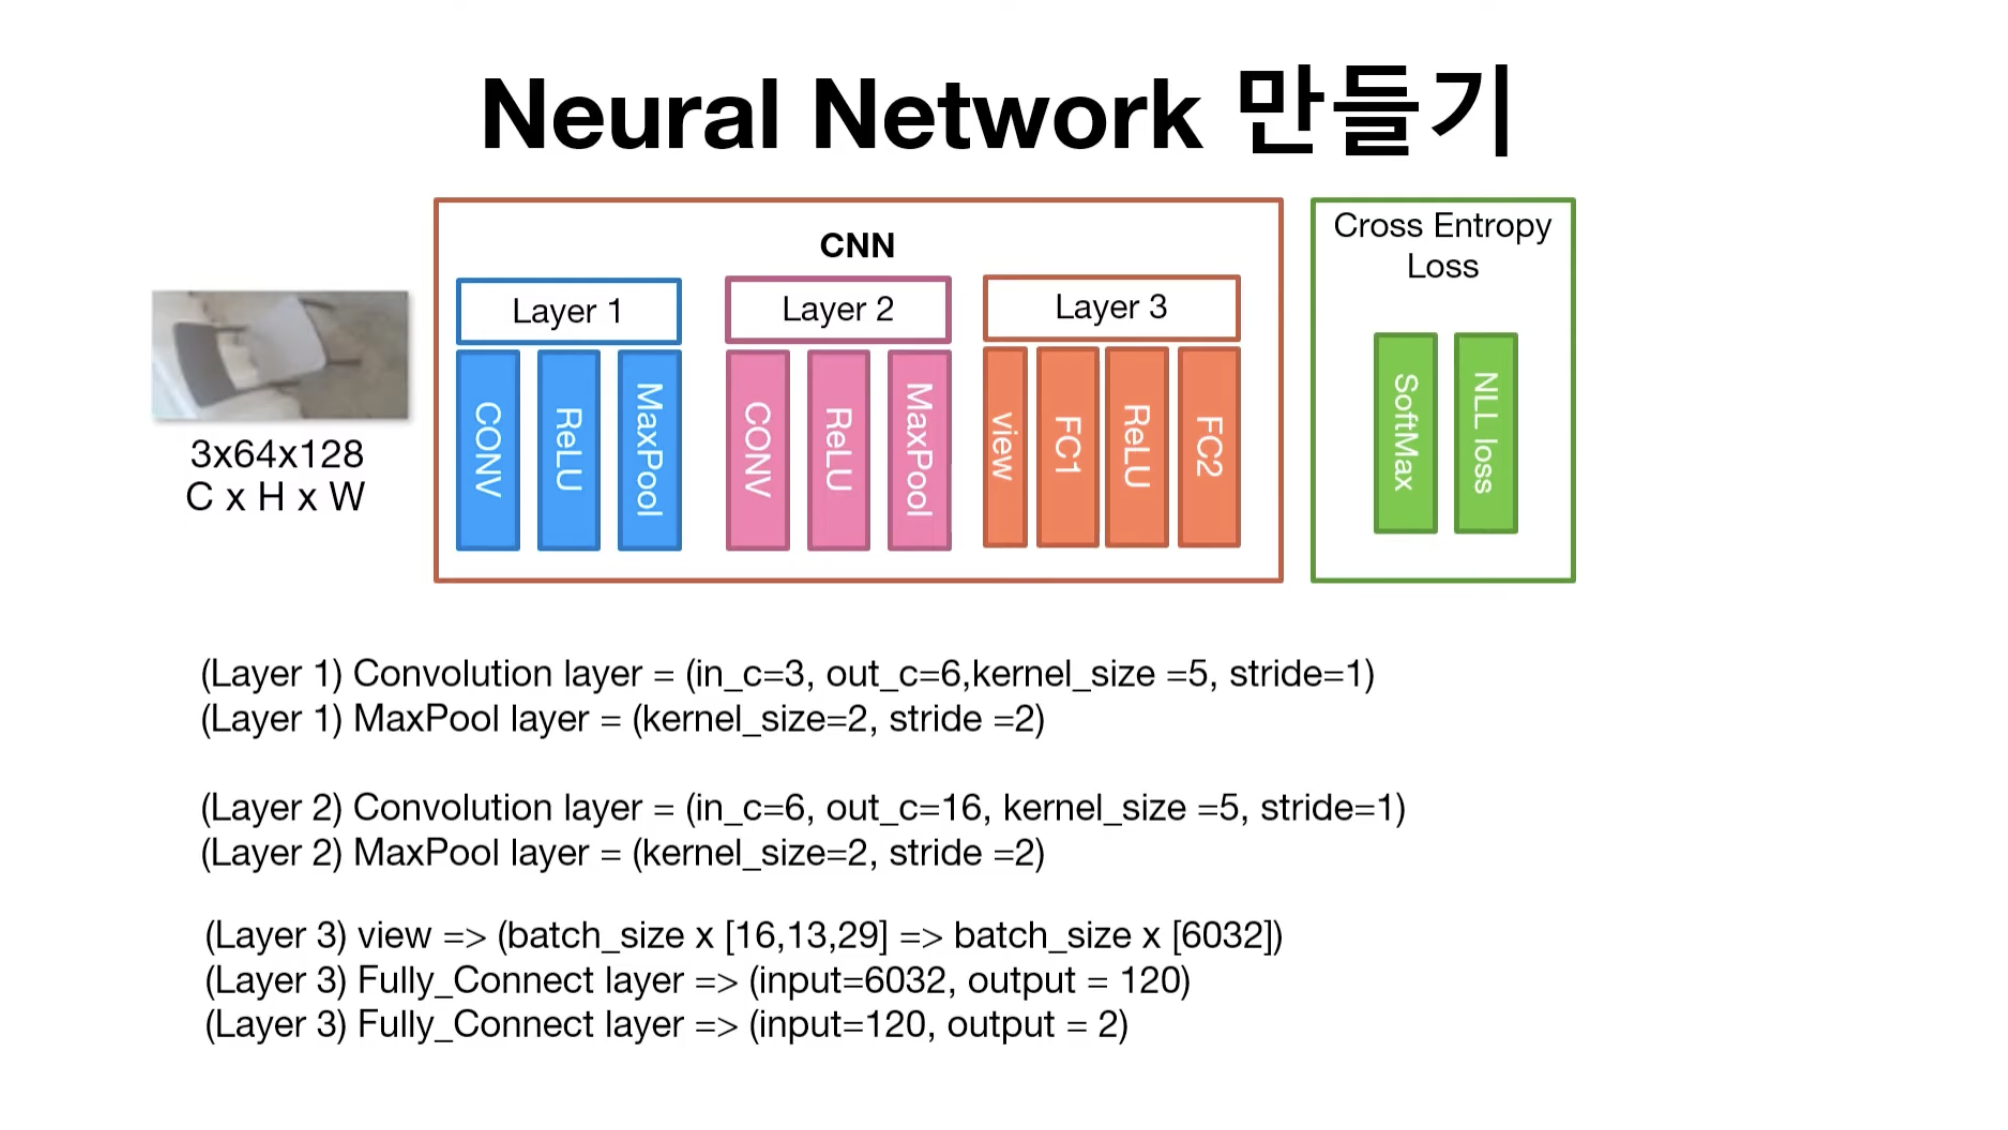 Neural Network 만들기
CNN
Cross Entropy
Loss
Layer 1
Layer 2
Layer 3
CONV
ReLU
MaxPool
CONV
ReLU
MaxPool
view
FC1
ReLU
FC2
SoftMax
NLL loss
3x64x128
C x H x W
(Layer 1) Convolution layer = (in_c=3, out_c=6,kernel_size =5, stride=1)
(Layer 1) MaxPool layer = (kernel_size=2, stride =2)
(Layer 2) Convolution layer = (in_c=6, out_c=16, kernel_size =5, stride=1)
(Layer 2) MaxPool layer = (kernel_size=2, stride =2)
(Layer 3) view => (batch_size x [16,13,29] => batch_size x [6032])
(Layer 3) Fully_Connect layer => (input=6032, output = 120)
(Layer 3) Fully_Connect layer => (input=120, output = 2)